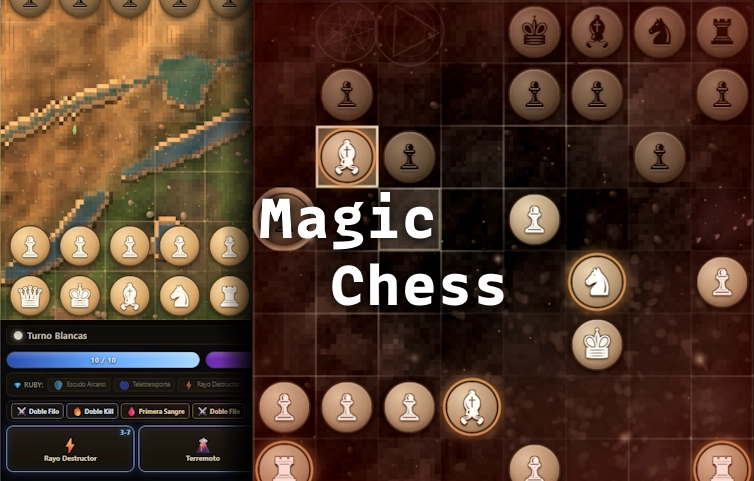 Magic
Chess
Turno Blancas
10 / 10
RUBY: Escudo Arcano Teletransporte Rayo Destructor
Doble Filo Doble Kill Primera Sangre Doble Filo
3-7
Rayo Destructor Terremoto